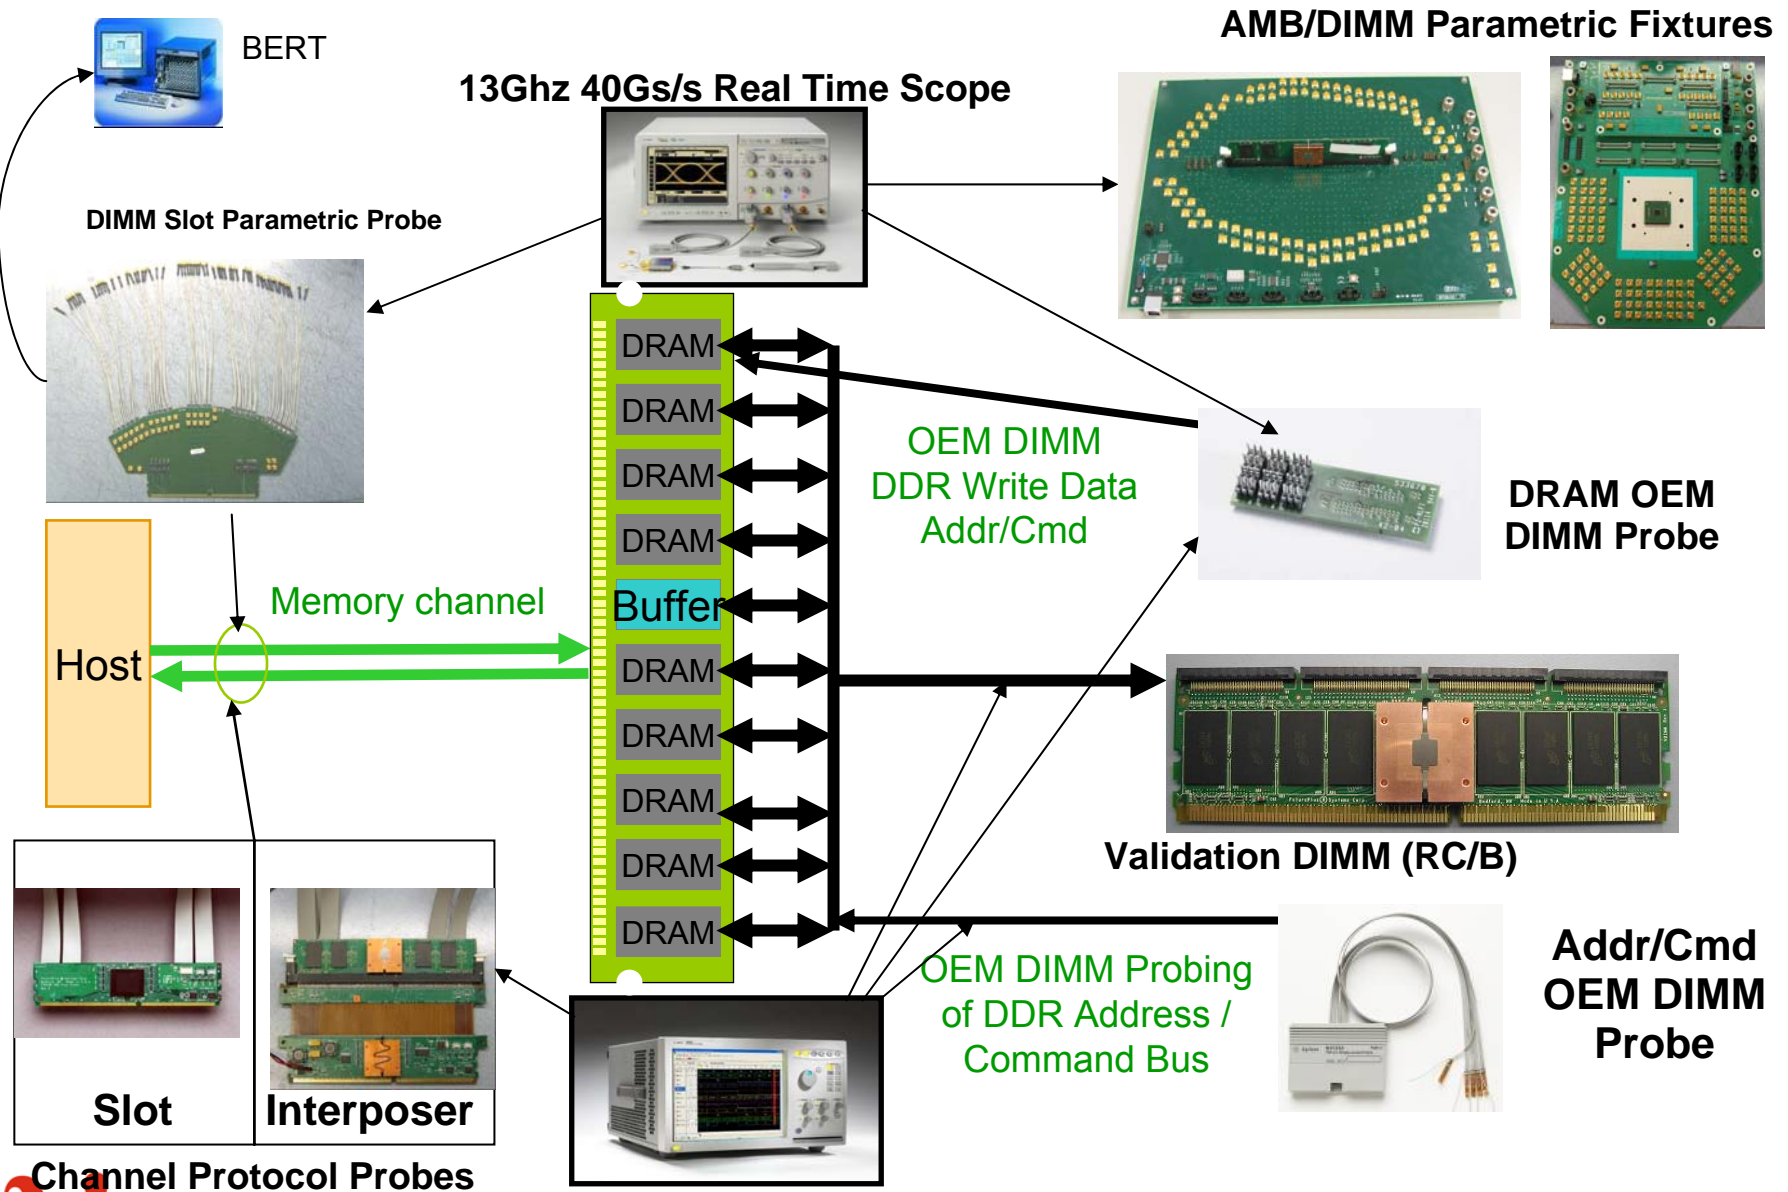 AMB/DIMM Parametric Fixtures
BERT
13Ghz 40Gs/s Real Time Scope
DIMM Slot Parametric Probe
DRAM
DRAM
DRAM
DRAM
Buffer
DRAM
DRAM
DRAM
DRAM
DRAM
OEM DIMM
DDR Write Data
Addr/Cmd
DRAM OEM
DIMM Probe
Memory channel
Host
Validation DIMM (RC/B)
OEM DIMM Probing
of DDR Address /
Command Bus
Addr/Cmd
OEM DIMM
Probe
Slot
Interposer
Channel Protocol Probes